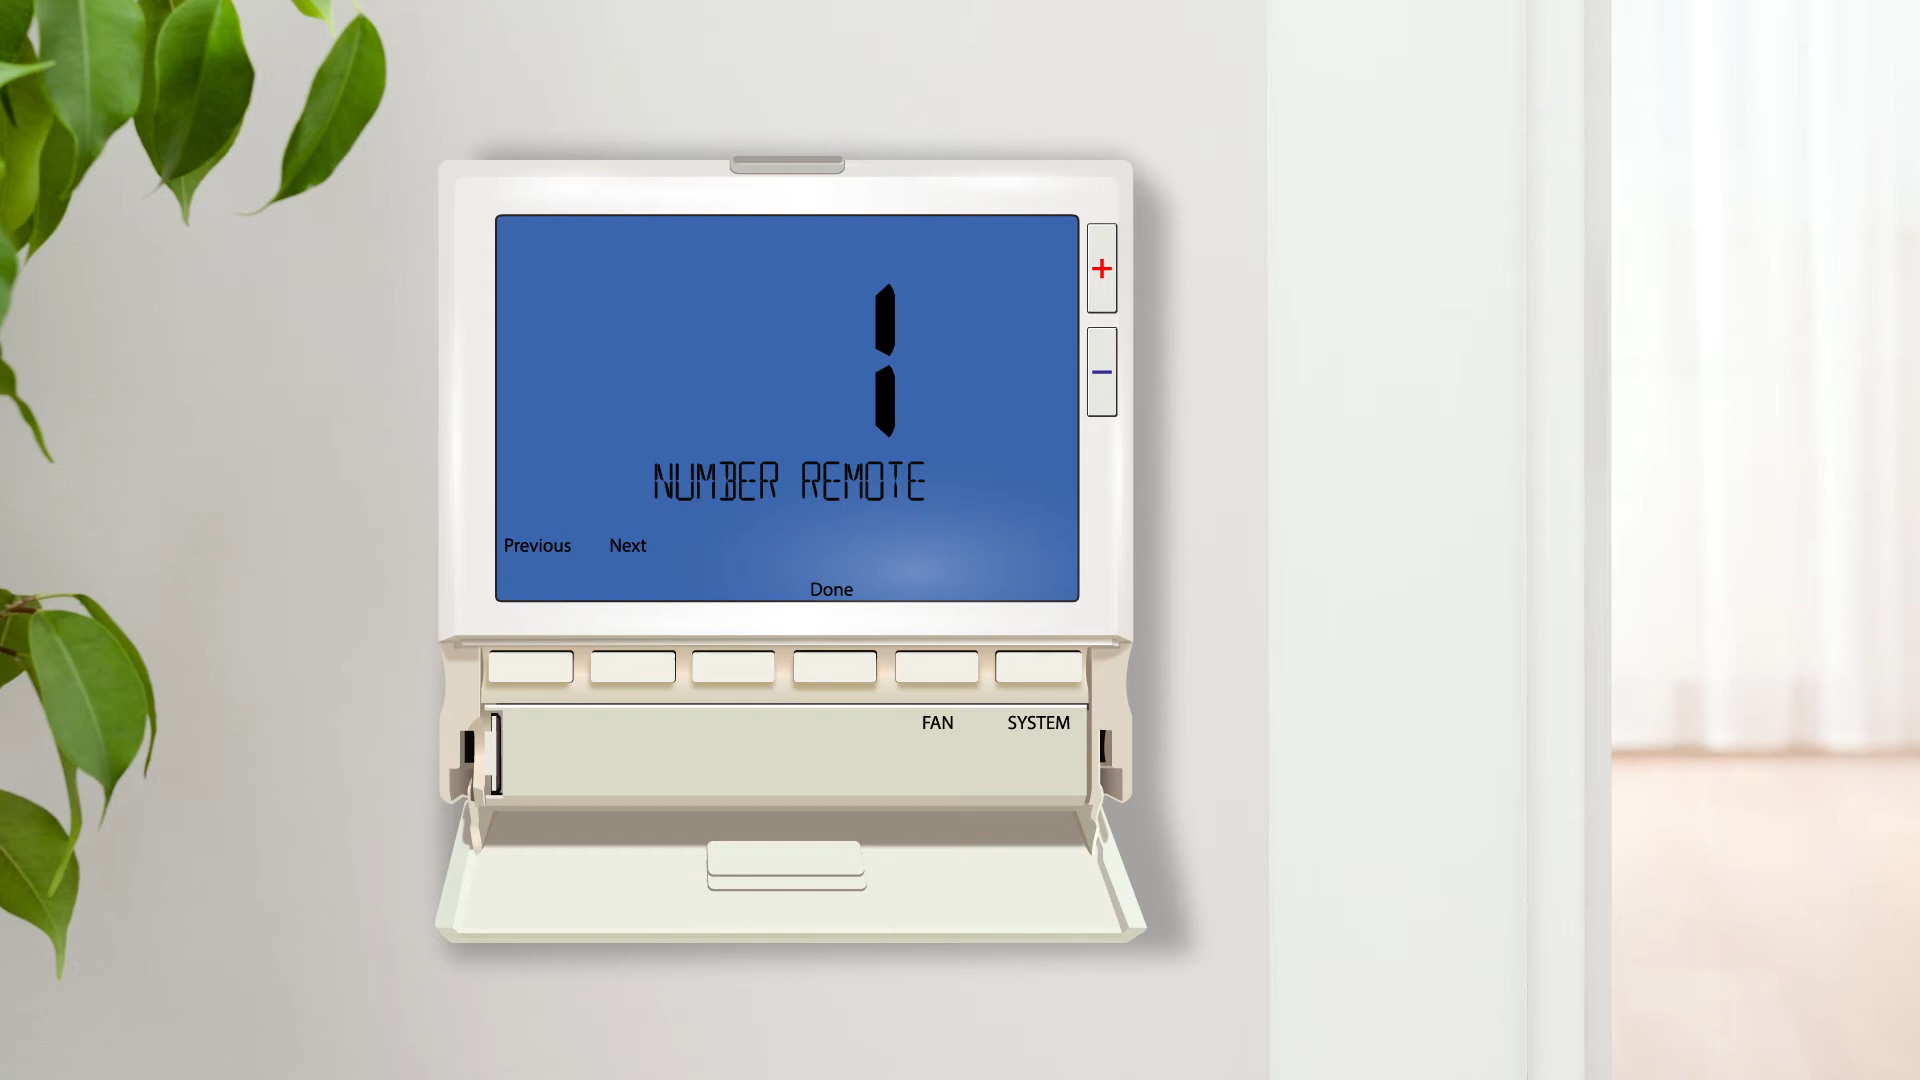 1
NUMBER REMOTE
Previous Next
Done
+
−
FAN SYSTEM